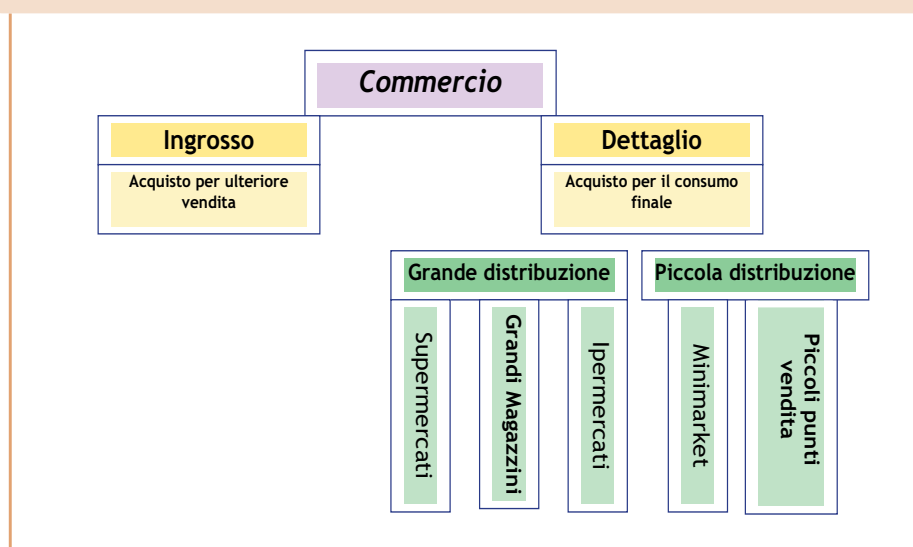 Commercio
Ingrosso
Dettaglio
Acquisto per ulteriore
vendita
Acquisto per il consumo
finale
Grande distribuzione
Piccola distribuzione
Supermercati
Grandi Magazzini
Ipermercati
Minimarket
Piccoli punti
vendita